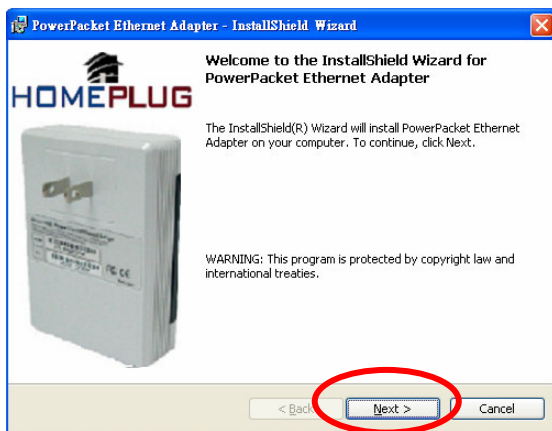 PowerPacket Ethernet Adapter - InstallShield Wizard
HOMEPLUG
Welcome to the InstallShield Wizard for
PowerPacket Ethernet Adapter
The InstallShield(R) Wizard will install PowerPacket Ethernet
Adapter on your computer. To continue, click Next.
WARNING: This program is protected by copyright law and
international treaties.
< Back
Next >
Cancel